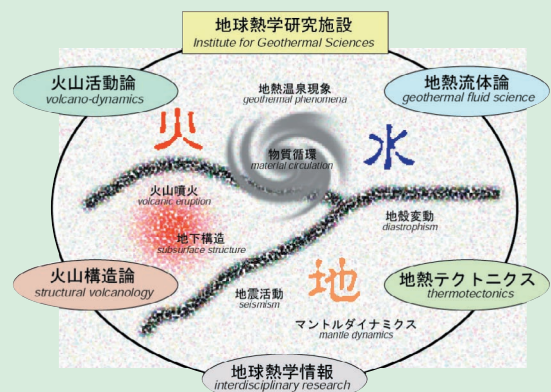 地球熱学研究施設
Institute for Geothermal Sciences
火山活動論
volcano-dynamics
地熱温泉現象
geothermal phenomena
地熱流体論
geothermal fluid science
火
物質循環
material circulation
水
火山噴火
volcanic eruption
地殻変動
diastrophism
地下構造
subsurface structure
火山構造論
structural volcanology
地
地熱テクトニクス
thermotectonics
地震活動
seismism
マントルダイナミクス
mantle dynamics
地球熱学情報
interdisciplinary research